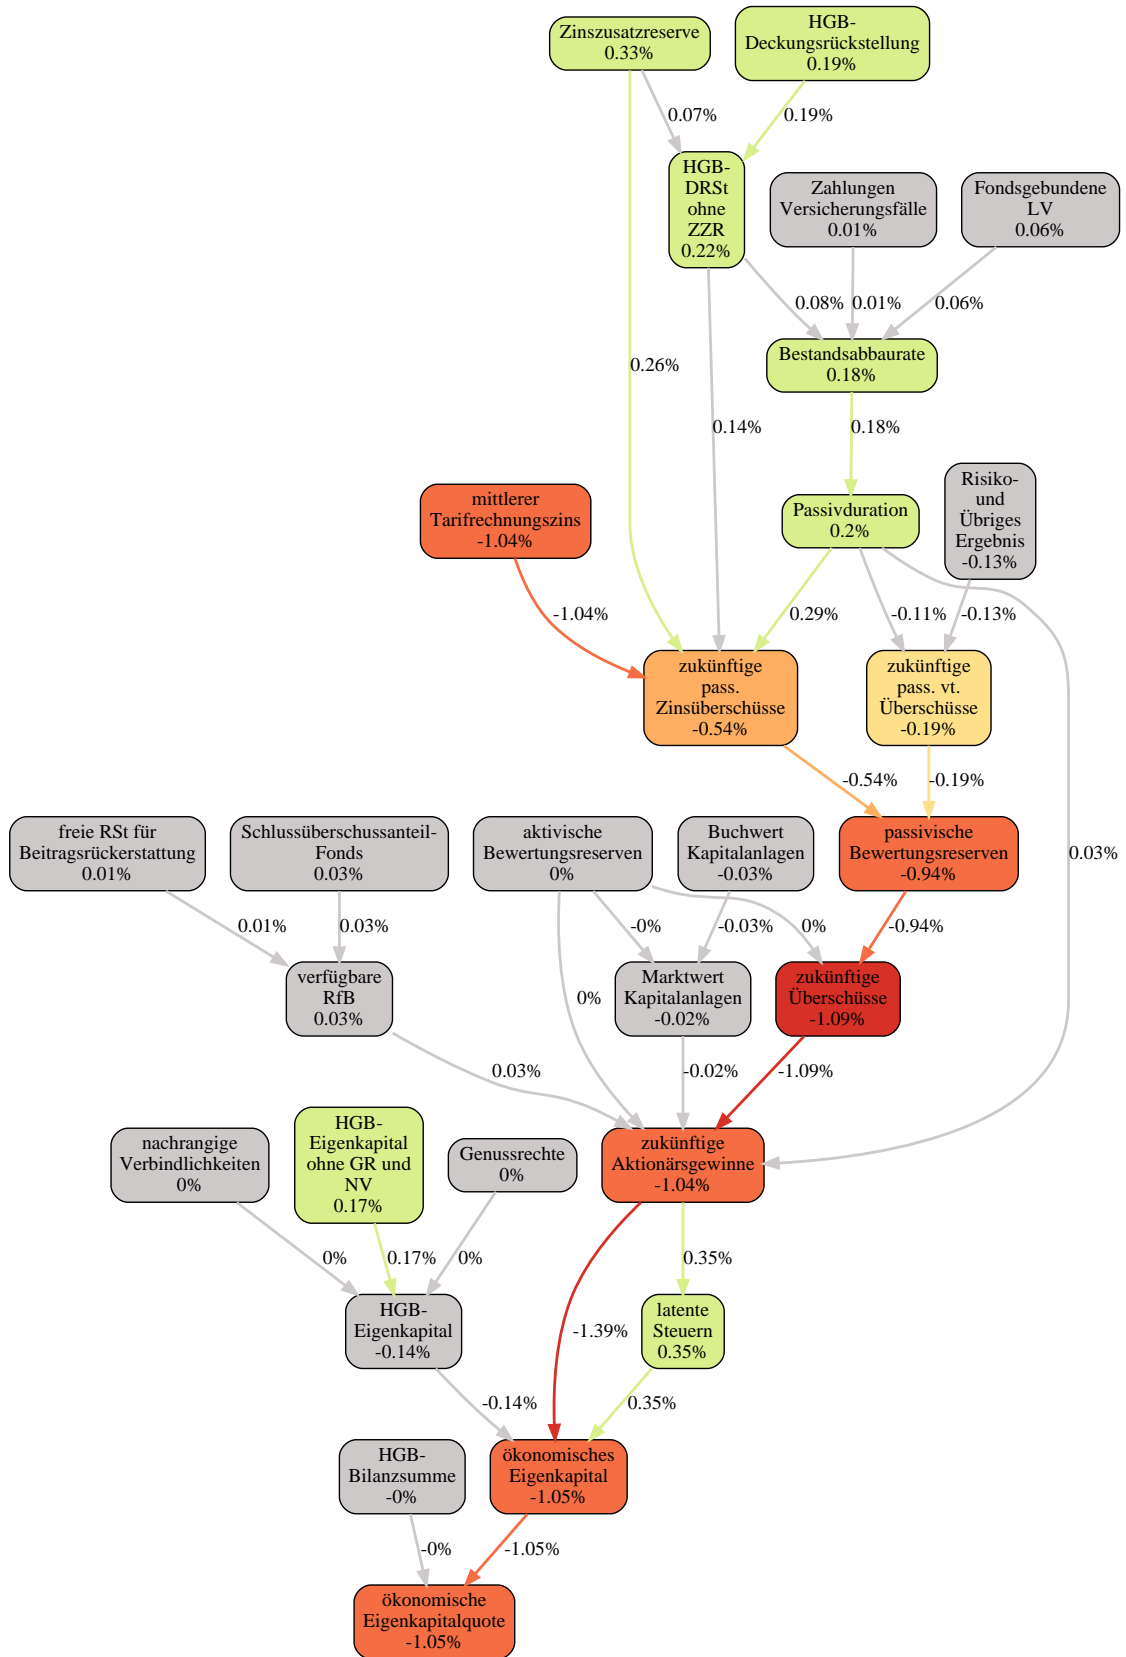 Zinszusatzreserve
0.33%
HGB-
Deckungsrückstellung
0.19%
0.07%
0.19%
HGB-
DRSt
ohne
ZZR
0.22%
Zahlungen
Versicherungsfälle
0.01%
Fondsgebundene
LV
0.06%
0.08%
0.01%
0.06%
0.26%
Bestandsabbaurate
0.18%
0.14%
0.18%
mittlerer
Tarifrechnungszins
-1.04%
Passivduration
0.2%
Risiko-
und
Übriges
Ergebnis
-0.13%
-1.04%
0.29%
-0.11%
-0.13%
zukünftige
pass.
Zinsüberschüsse
-0.54%
zukünftige
pass. vt.
Überschüsse
-0.19%
-0.54%
-0.19%
freie RSt für
Beitragsrückerstattung
0.01%
Schlussüberschussanteil-
Fonds
0.03%
aktivische
Bewertungsreserven
0%
Buchwert
Kapitalanlagen
-0.03%
passivische
Bewertungsreserven
-0.94%
0.03%
0.01%
0.03%
-0%
-0.03%
0%
-0.94%
verfügbare
RfB
0.03%
0%
Marktwert
Kapitalanlagen
-0.02%
zukünftige
Überschüsse
-1.09%
0.03%
-0.02%
-1.09%
nachrangige
Verbindlichkeiten
0%
HGB-
Eigenkapital
ohne GR und
NV
0.17%
Genussrechte
0%
zukünftige
Aktionärsgewinne
-1.04%
0%
0.17%
0%
0.35%
HGB-
Eigenkapital
-0.14%
-1.39%
latente
Steuern
0.35%
-0.14%
0.35%
HGB-
Bilanzsumme
-0%
ökonomisches
Eigenkapital
-1.05%
-0%
-1.05%
ökonomische
Eigenkapitalquote
-1.05%